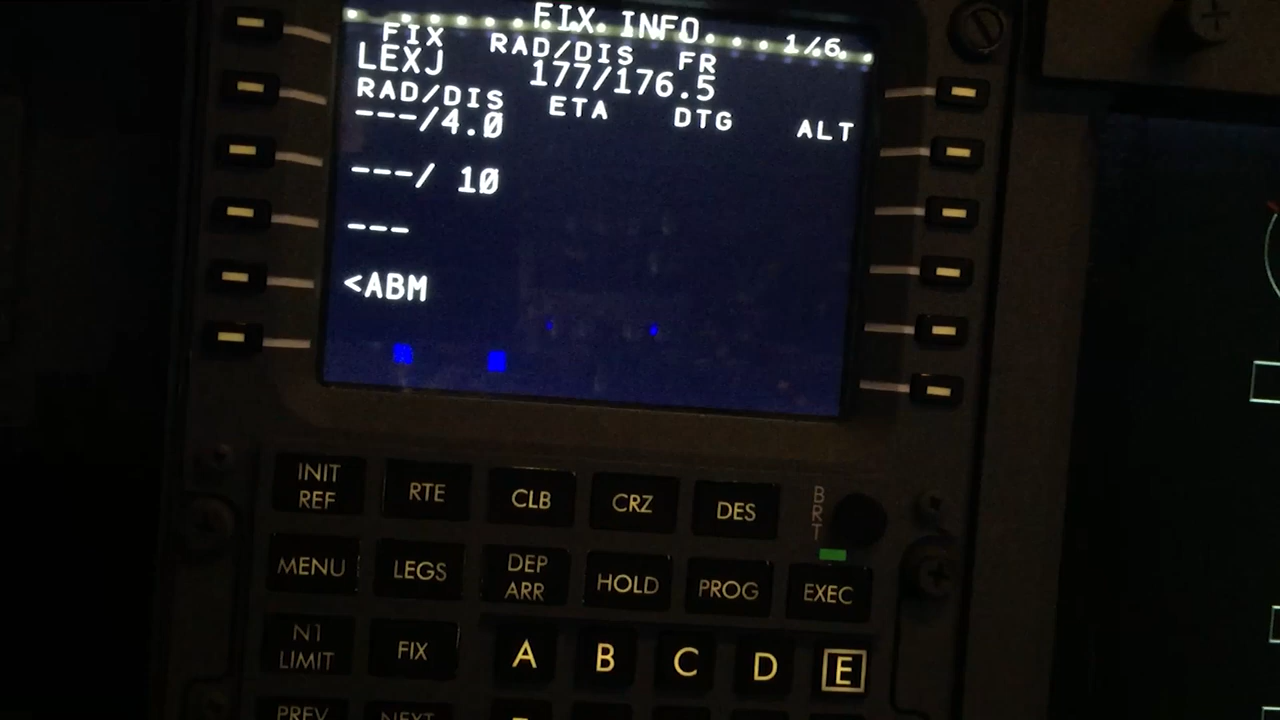 FIX INFO 1/6
FIX RAD/DIS FR
LEXJ 177/176.5
RAD/DIS ETA DTG ALT
---/4.0
---/ 10
---
<ABM
INIT REF RTE CLB CRZ DES BRT
MENU LEGS DEP ARR HOLD PROG EXEC
N1 LIMIT FIX A B C D E
PREV NEXT